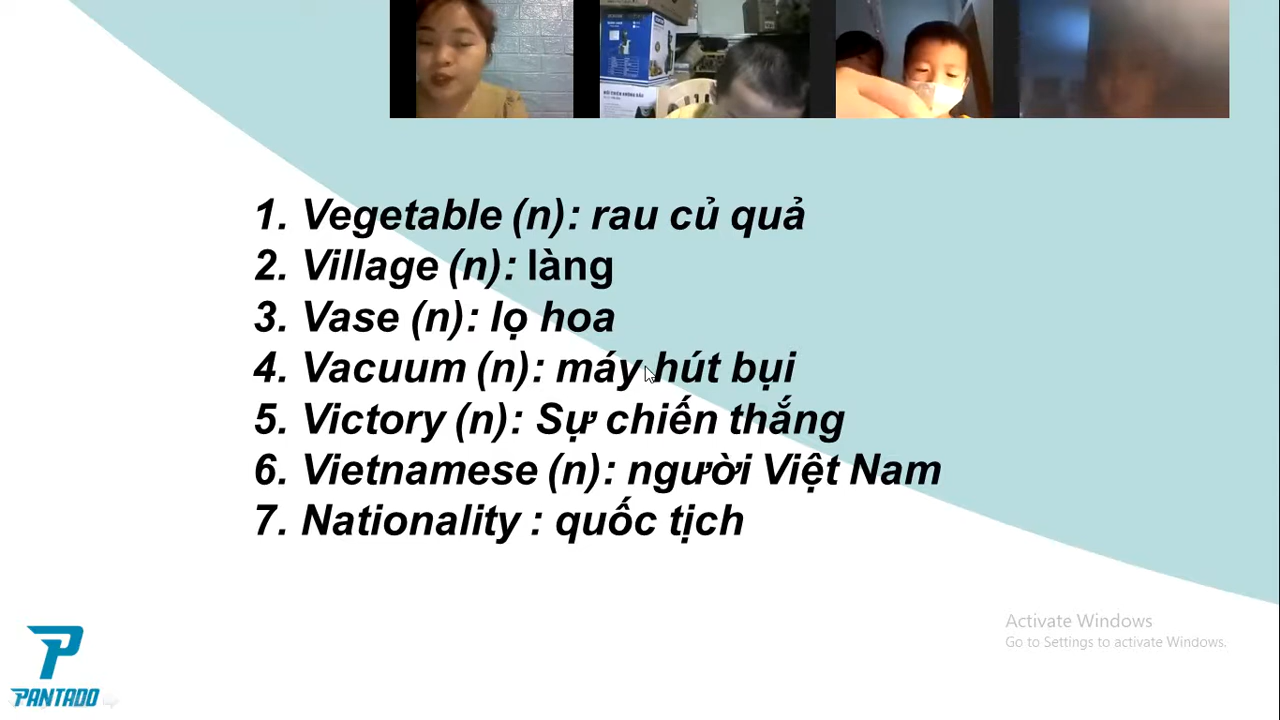 1. Vegetable (n): rau củ quả
2. Village (n): làng
3. Vase (n): lọ hoa
4. Vacuum (n): máy hút bụi
5. Victory (n): Sự chiến thắng
6. Vietnamese (n): người Việt Nam
7. Nationality : quốc tịch
Activate Windows
Go to Settings to activate Windows.
PANTADO